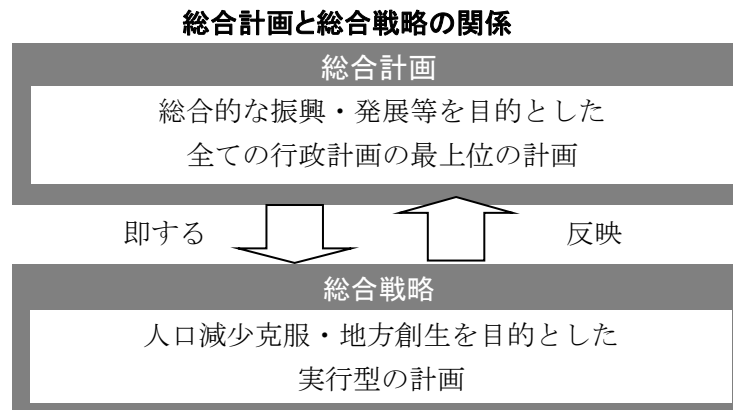 総合計画と総合戦略の関係
総合計画
総合的な振興・発展等を目的とした
全ての行政計画の最上位の計画
即する
反映
総合戦略
人口減少克服・地方創生を目的とした
実行型の計画